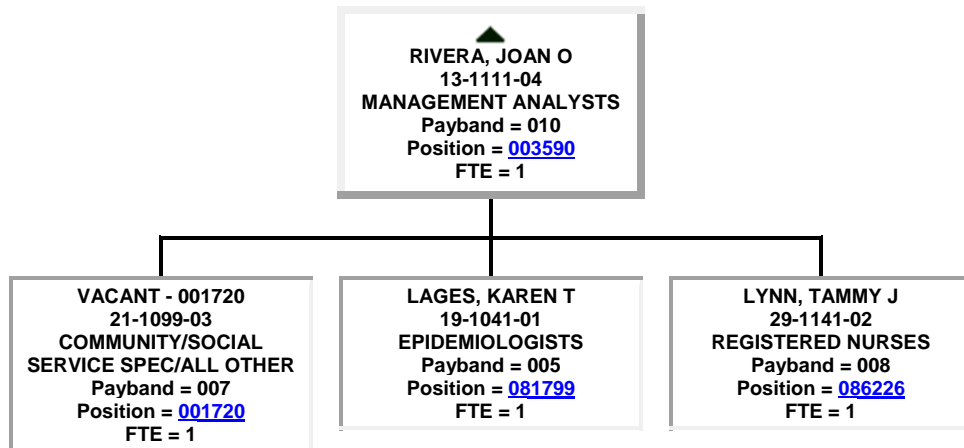 RIVERA, JOAN O
13-1111-04
MANAGEMENT ANALYSTS
Payband = 010
Position = 003590
FTE = 1
VACANT - 001720
21-1099-03
COMMUNITY/SOCIAL
SERVICE SPEC/ALL OTHER
Payband = 007
Position = 001720
FTE = 1
LAGES, KAREN T
19-1041-01
EPIDEMIOLOGISTS
Payband = 005
Position = 081799
FTE = 1
LYNN, TAMMY J
29-1141-02
REGISTERED NURSES
Payband = 008
Position = 086226
FTE = 1